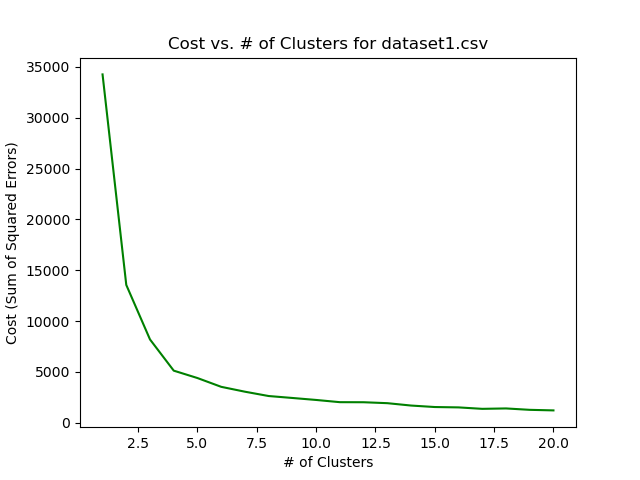 Cost vs. # of Clusters for dataset1.csv
Cost (Sum of Squared Errors)
35000
30000
25000
20000
15000
10000
5000
0
2.5 5.0 7.5 10.0 12.5 15.0 17.5 20.0
# of Clusters